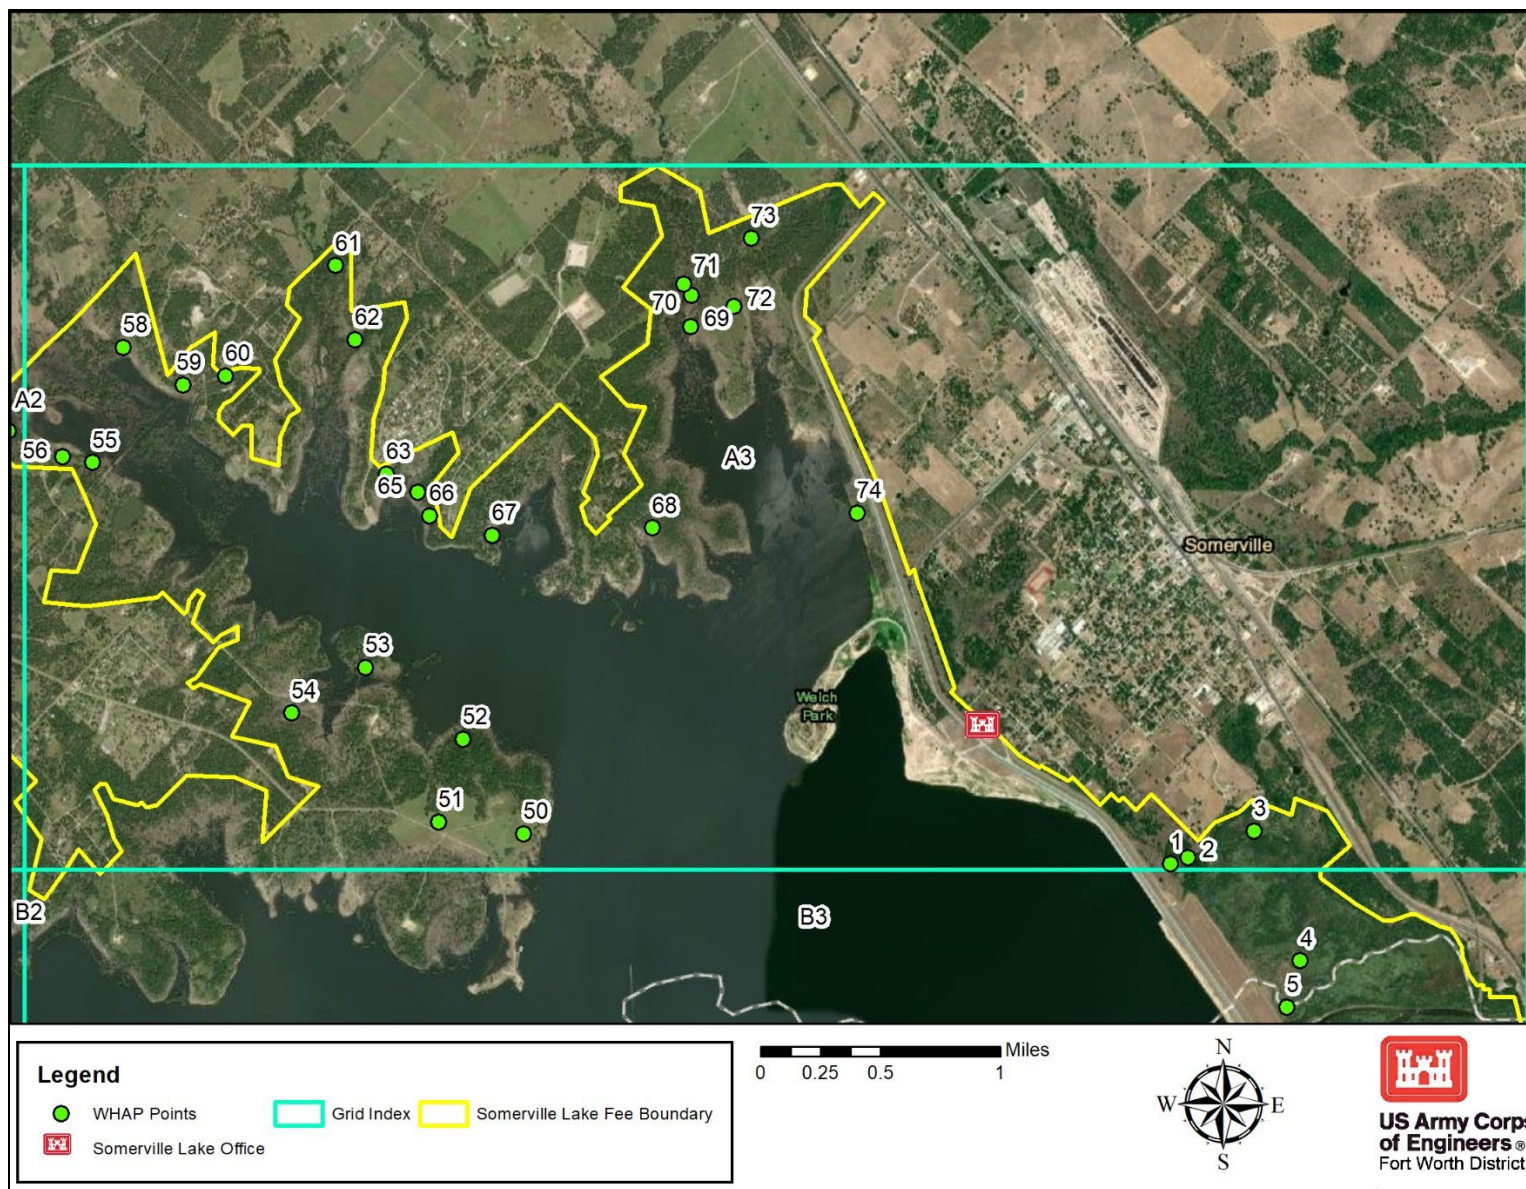 73
61
71
70
72
69
62
58
59
60
A2
56
55
63
65
66
67
68
A3
74
Somerville
53
54
52
Welch
Park
51
50
3
1
2
B2
B3
4
5
Legend
WHAP Points
Grid Index
Somerville Lake Fee Boundary
Somerville Lake Office
Miles
0 0.25 0.5 1
N
W E
S
US Army Corps
of Engineers ®
Fort Worth District